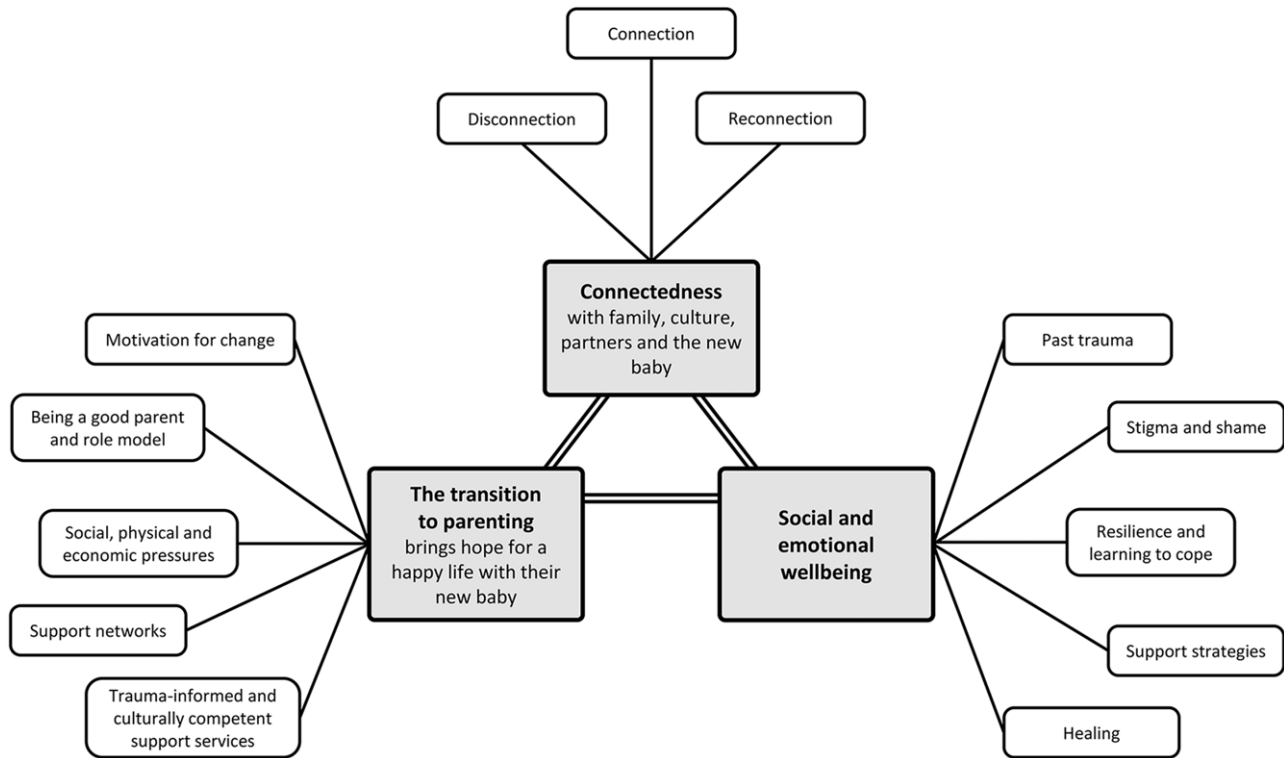 Connection
Disconnection
Reconnection
Connectedness
with family, culture,
partners and the new
baby
Motivation for change
Being a good parent
and role model
Social, physical and
economic pressures
Support networks
Trauma-informed and
culturally competent
support services
The transition
to parenting
brings hope for a
happy life with their
new baby
Social and
emotional
wellbeing
Past trauma
Stigma and shame
Resilience and
learning to cope
Support strategies
Healing